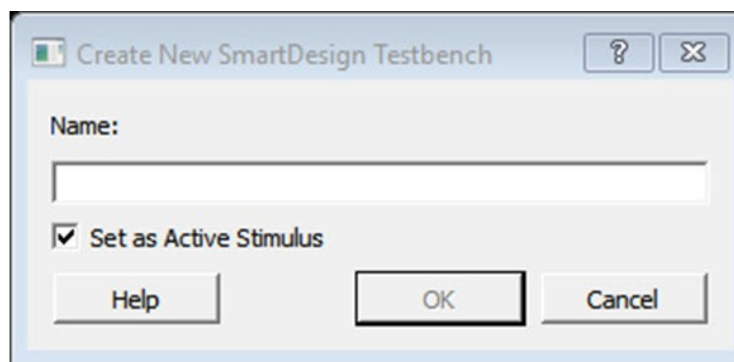 Create New SmartDesign Testbench
Name:
Set as Active Stimulus
Help OK Cancel